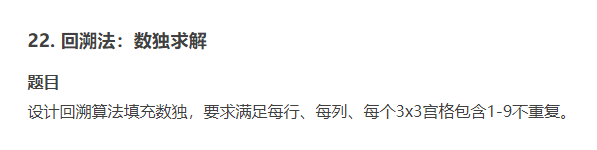 22. 回溯法：数独求解
题目
设计回溯算法填充数独，要求满足每行、每列、每个3x3宫格包含1-9不重复。